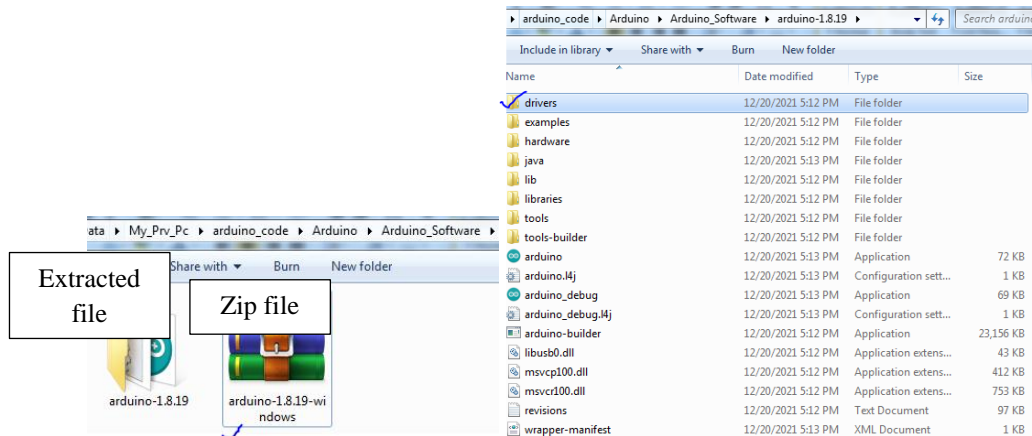 arduino_code Arduino Arduino_Software arduino-1.8.19 Search arduin
Include in library Share with Burn New folder
Name Date modified Type Size
drivers 12/20/2021 5:12 PM File folder
examples 12/20/2021 5:12 PM File folder
hardware 12/20/2021 5:12 PM File folder
java 12/20/2021 5:13 PM File folder
lib 12/20/2021 5:13 PM File folder
libraries 12/20/2021 5:12 PM File folder
tools 12/20/2021 5:12 PM File folder
tools-builder 12/20/2021 5:12 PM File folder
arduino 12/20/2021 5:13 PM Application 72 KB
arduino.l4j 12/20/2021 5:13 PM Configuration sett... 1 KB
arduino_debug 12/20/2021 5:13 PM Application 69 KB
arduino_debug.l4j 12/20/2021 5:13 PM Configuration sett... 1 KB
arduino-builder 12/20/2021 5:12 PM Application 23,156 KB
libusb0.dll 12/20/2021 5:12 PM Application extens... 43 KB
msvcp100.dll 12/20/2021 5:12 PM Application extens... 412 KB
msvcr100.dll 12/20/2021 5:12 PM Application extens... 753 KB
revisions 12/20/2021 5:12 PM Text Document 97 KB
wrapper-manifest 12/20/2021 5:13 PM XML Document 1 KB
ata My_Prv_Pc arduino_code Arduino Arduino_Software
Share with Burn New folder
Extracted
file
Zip file
arduino-1.8.19
arduino-1.8.19-wi
ndows